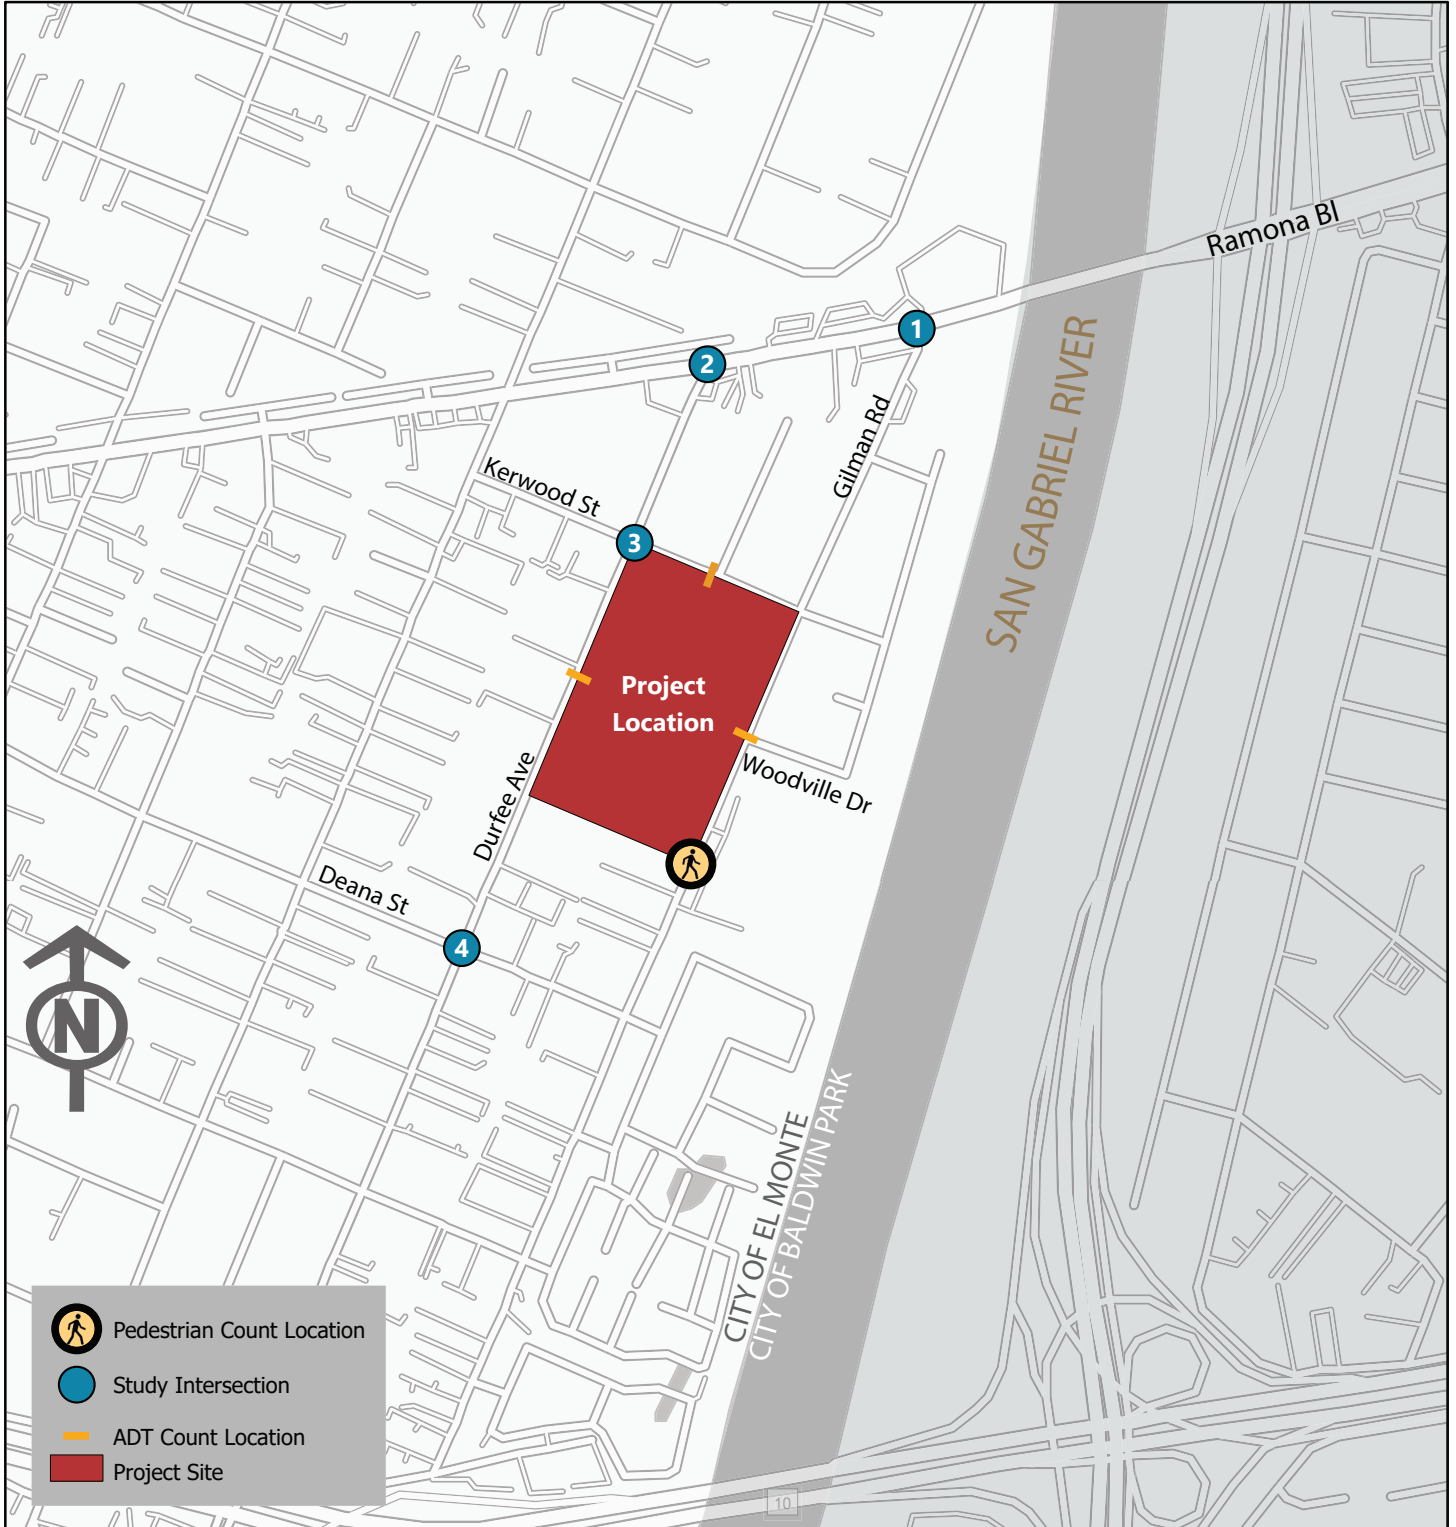 Ramona Bl
1
2
SAN GABRIEL RIVER
Gilman Rd
Kerwood St
3
Project
Location
Durfee Ave
Woodville Dr
Deana St
4
N
CITY OF EL MONTE
CITY OF BALDWIN PARK
Pedestrian Count Location
Study Intersection
ADT Count Location
Project Site
10